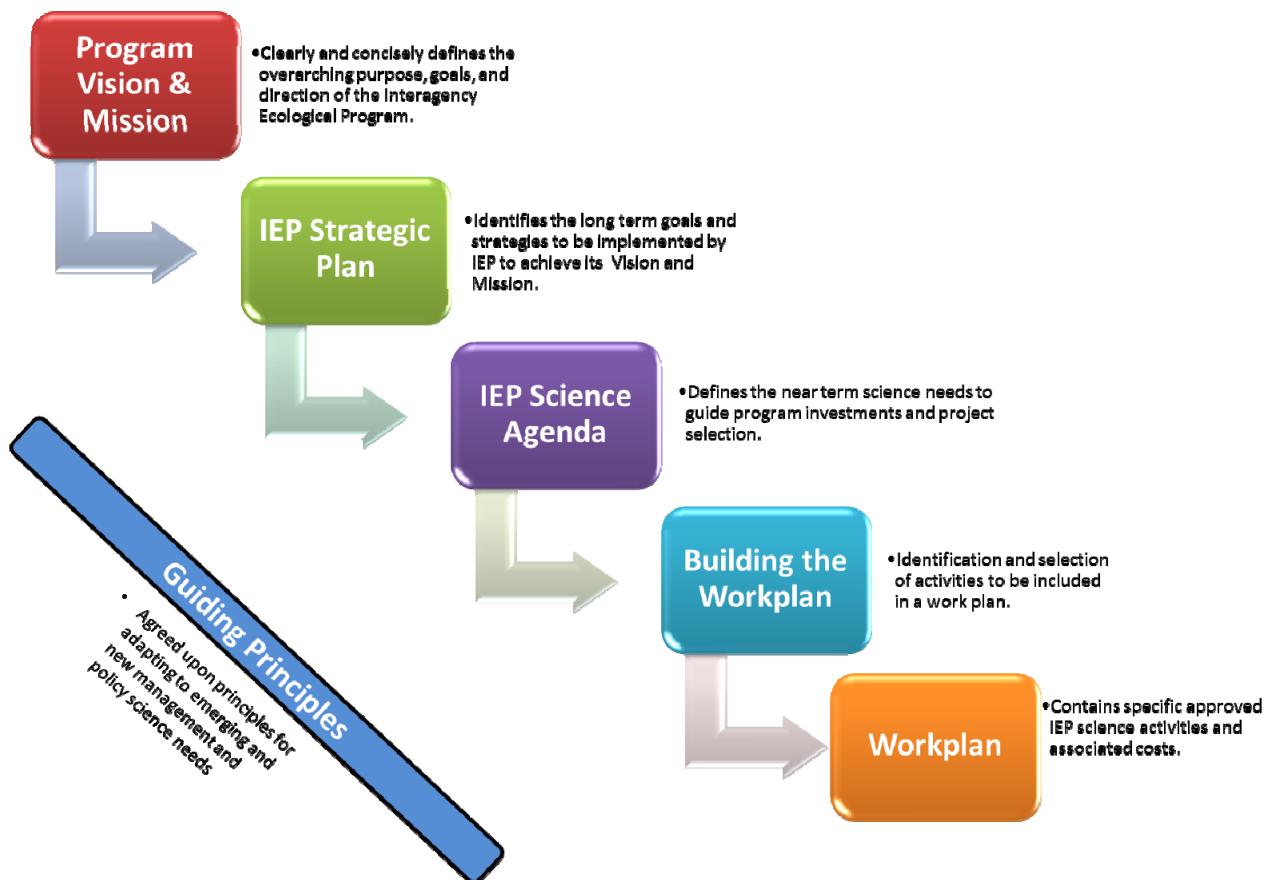 Program
Vision &
Mission
•Clearly and concisely defines the
overarching purpose, goals, and
direction of the Interagency
Ecological Program.
IEP Strategic
Plan
•Identifies the long term goals and
strategies to be implemented by
IEP to achieve its Vision and
Mission.
IEP Science
Agenda
•Defines the near term science needs to
guide program investments and project
selection.
Building the
Workplan
•Identification and selection
of activities to be included
in a work plan.
Workplan
•Contains specific approved
IEP science activities and
associated costs.
Guiding Principles
• Agreed upon principles for
adapting to emerging and
new management and
policy science needs